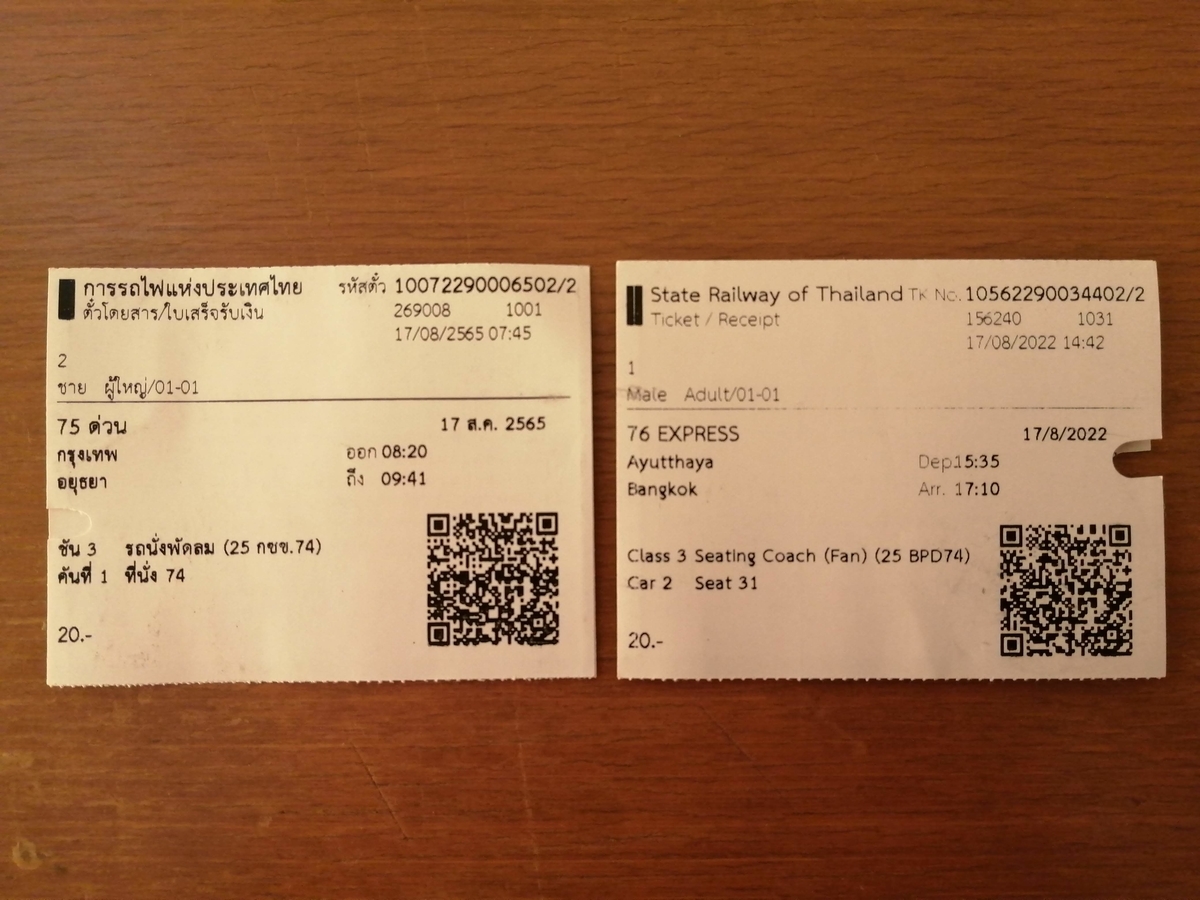 การรถไฟแห่งประเทศไทย รหัสตั๋ว 10072290006502/2
ตั๋วโดยสาร/ใบเสร็จรับเงิน 269008 1001
17/08/2565 07:45
2
ชาย ผู้ใหญ่/01-01
75 ด่วน 17 ส.ค. 2565
กรุงเทพ ออก 08:20
อยุธยา ถึง 09:41
ชั้น 3 รถนั่งพัดลม (25 กซข.74)
คันที่ 1 ที่นั่ง 74
20.-
State Railway of Thailand TK No. 10562290034402/2
Ticket / Receipt 156240 1031
17/08/2022 14:42
1
Male Adult/01-01
76 EXPRESS 17/8/2022
Ayutthaya Dep15:35
Bangkok Arr. 17:10
Class 3 Seating Coach (Fan) (25 BPD74)
Car 2 Seat 31
20.-